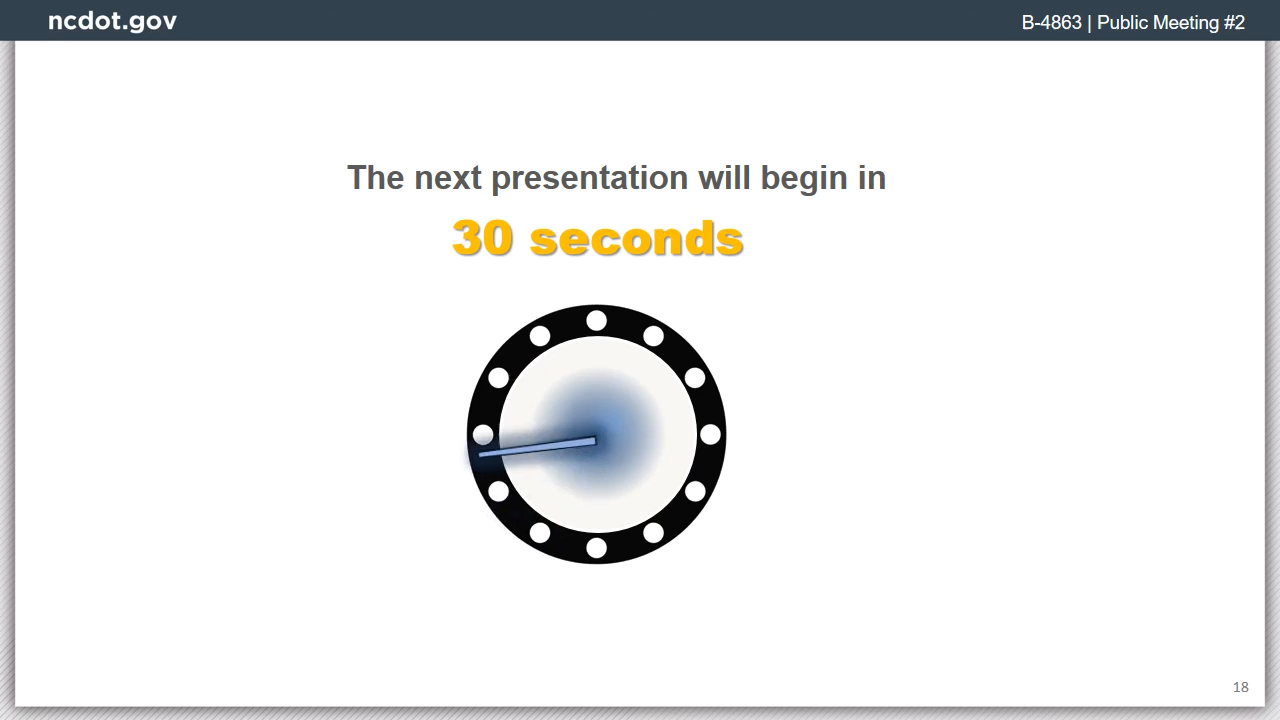 ncdot.gov
B-4863 | Public Meeting #2
The next presentation will begin in
30 seconds
18